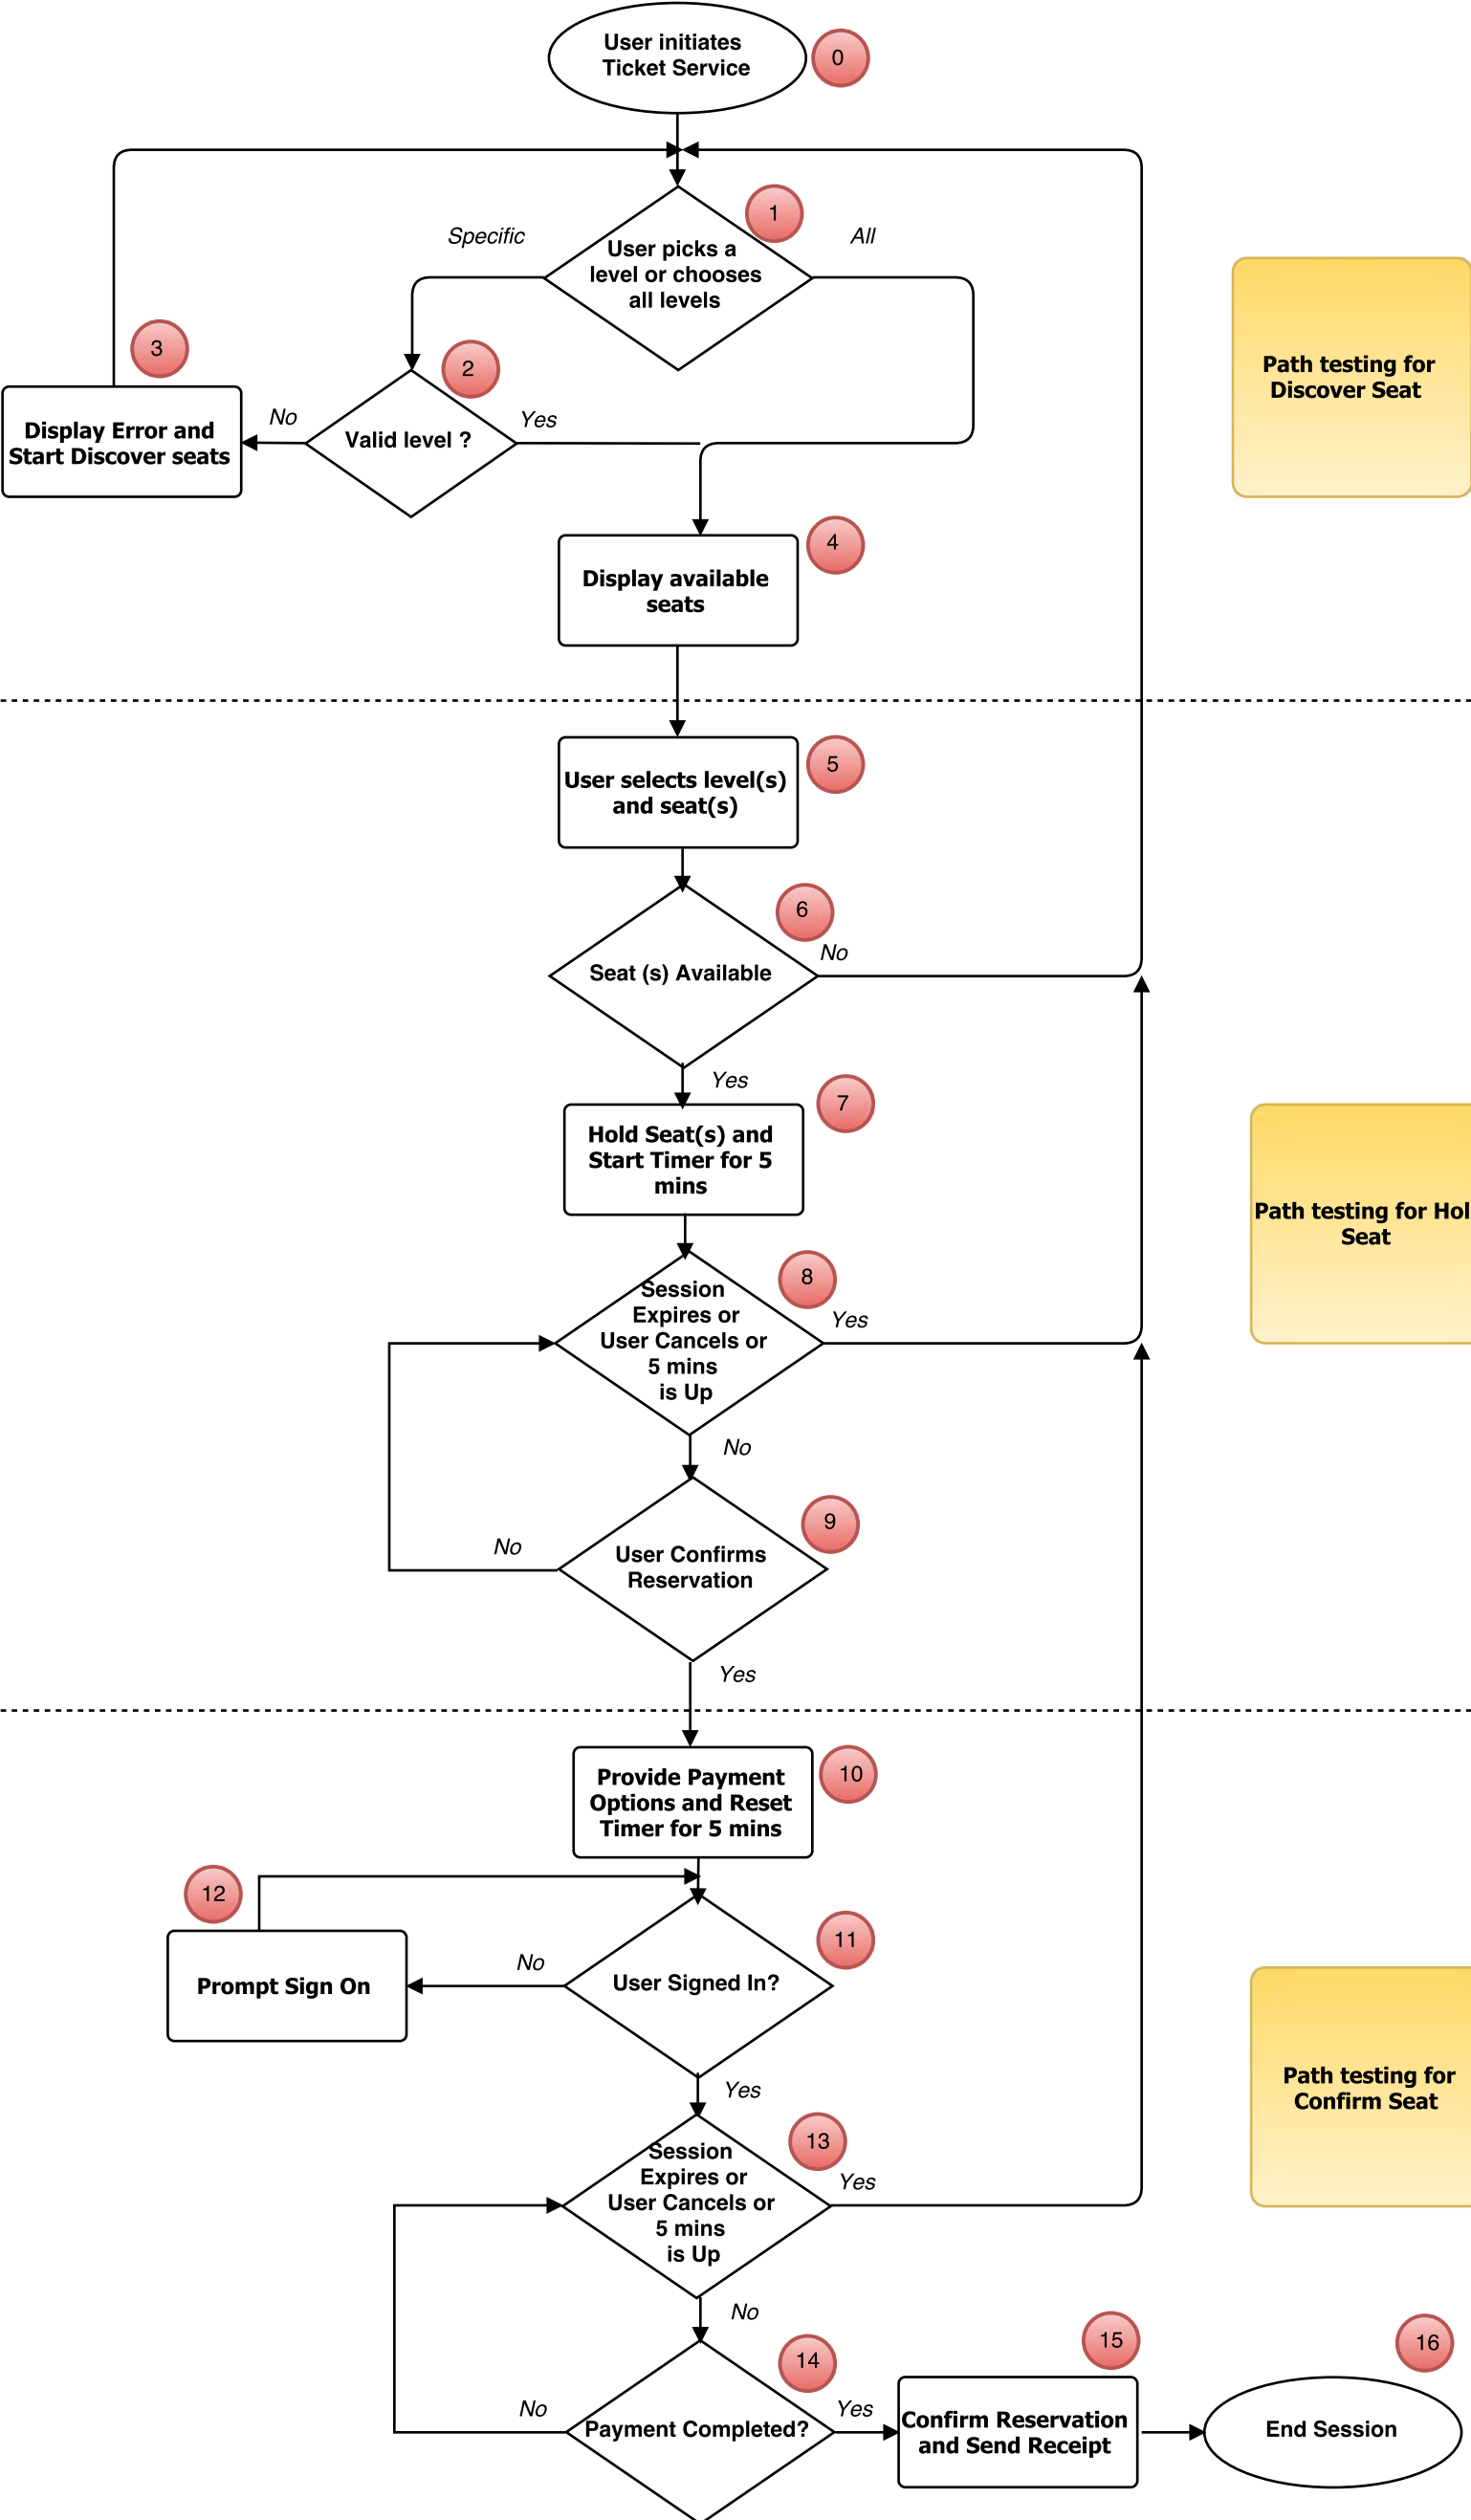 User initiates
Ticket Service
0
1
Specific
All
User picks a
level or chooses
all levels
3
2
No
Yes
Display Error and
Start Discover seats
Valid level ?
Path testing for
Discover Seat
4
Display available
seats
5
User selects level(s)
and seat(s)
6
No
Seat (s) Available
Yes
7
Hold Seat(s) and
Start Timer for 5
mins
Path testing for Hol
Seat
8
Session
Expires or
User Cancels or
5 mins
is Up
Yes
No
9
No
User Confirms
Reservation
Yes
10
Provide Payment
Options and Reset
Timer for 5 mins
12
11
No
Prompt Sign On
User Signed In?
Yes
Path testing for
Confirm Seat
13
Session
Expires or
User Cancels or
5 mins
is Up
Yes
No
14
15
16
No
Payment Completed?
Yes
Confirm Reservation
and Send Receipt
End Session